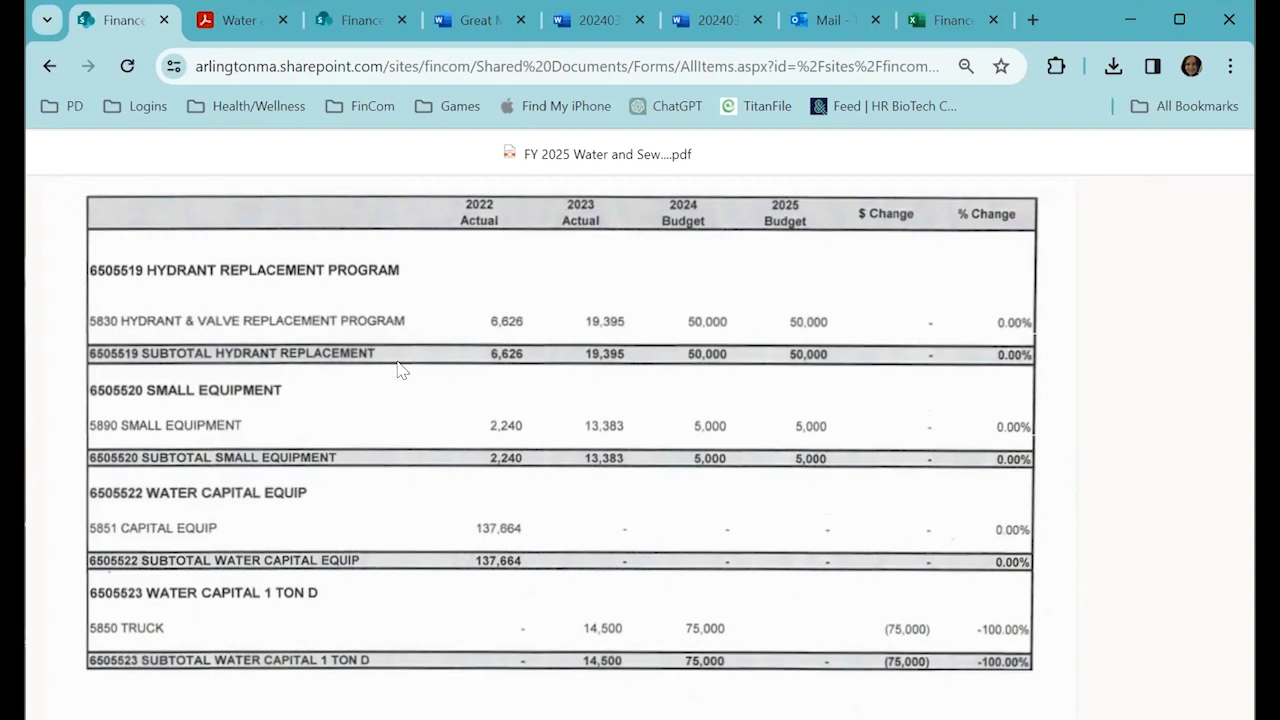 Finance
Water
Finance
Great
202403
202403
Mail -
Finance
arlingtonma.sharepoint.com/sites/fincom/Shared%20Documents/Forms/AllItems.aspx?id=%2Fsites%2Ffincom...
PD Logins Health/Wellness FinCom Games Find My iPhone ChatGPT TitanFile Feed | HR BioTech C... All Bookmarks
FY 2025 Water and Sew....pdf
2022 2023 2024 2025
Actual Actual Budget Budget $ Change % Change
6505519 HYDRANT REPLACEMENT PROGRAM
5830 HYDRANT & VALVE REPLACEMENT PROGRAM 6,626 19,395 50,000 50,000 - 0.00%
6505519 SUBTOTAL HYDRANT REPLACEMENT 6,626 19,395 50,000 50,000 - 0.00%
6505520 SMALL EQUIPMENT
5890 SMALL EQUIPMENT 2,240 13,383 5,000 5,000 - 0.00%
6505520 SUBTOTAL SMALL EQUIPMENT 2,240 13,383 5,000 5,000 - 0.00%
6505522 WATER CAPITAL EQUIP
5851 CAPITAL EQUIP 137,664 - - - - 0.00%
6505522 SUBTOTAL WATER CAPITAL EQUIP 137,664 - - - - 0.00%
6505523 WATER CAPITAL 1 TON D
5850 TRUCK - 14,500 75,000 (75,000) -100.00%
6505523 SUBTOTAL WATER CAPITAL 1 TON D - 14,500 75,000 - (75,000) -100.00%